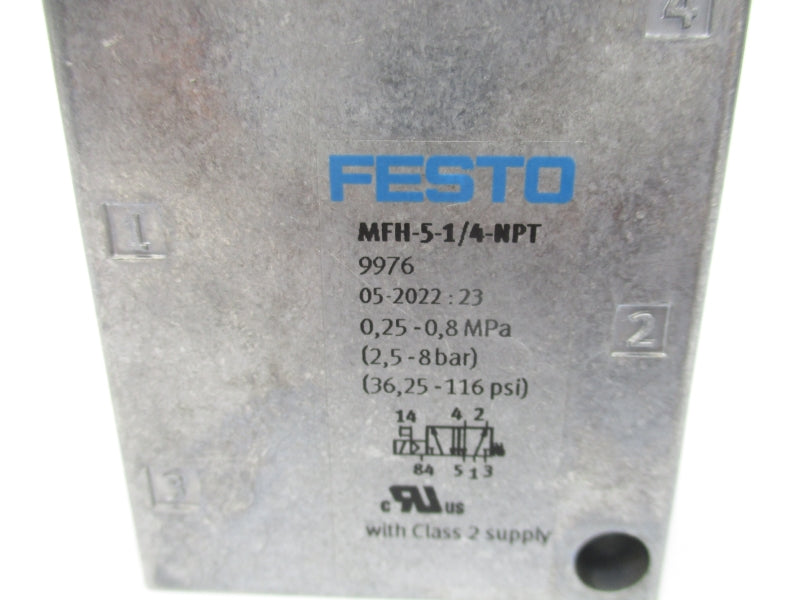 4
FESTO
MFH-5-1/4-NPT
1
9976
05-2022 : 23
2
0,25 - 0,8 MPa
(2,5 - 8 bar)
(36,25 - 116 psi)
14 4 2
84 5 1 3
3
c RU us
with Class 2 supply